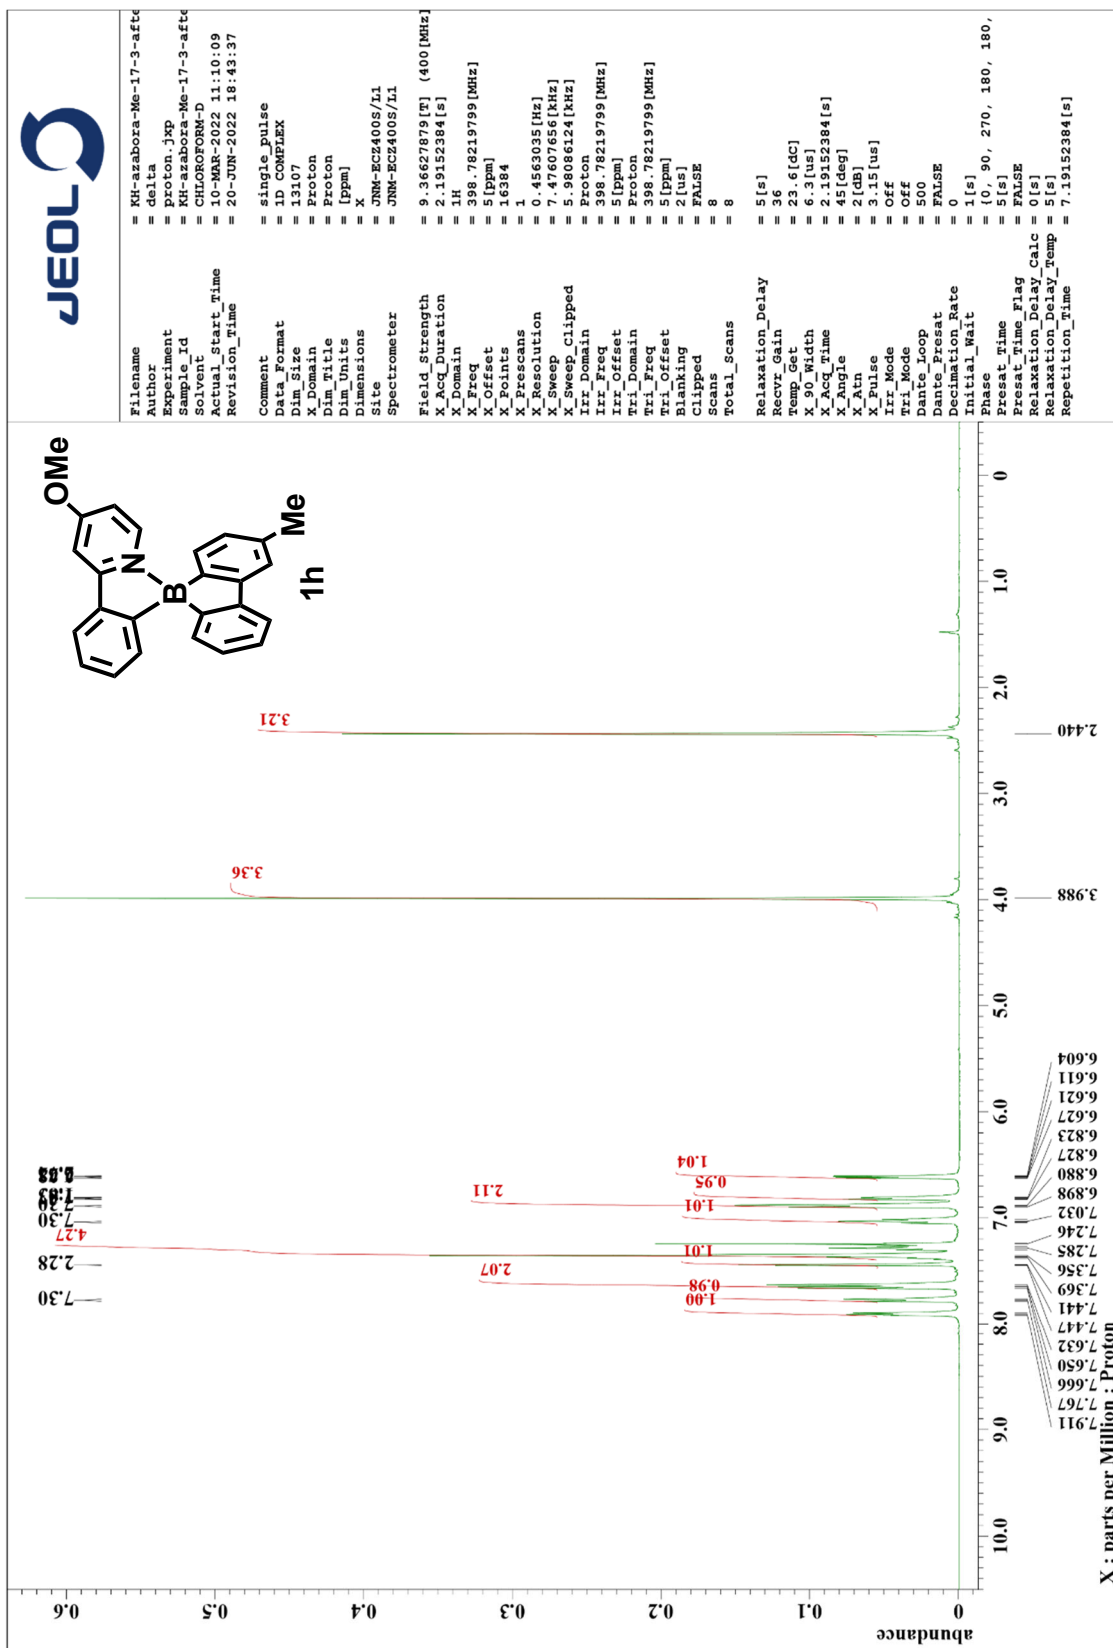 JEOL
Filename = KH-azabora-Me-17-3-afte
Author = delta
Experiment = proton.jxp
Sample_Id = KH-azabora-Me-17-3-afte
Solvent = CHLOROFORM-D
Actual_Start_Time = 10-MAR-2022 11:10:09
Revision_Time = 20-JUN-2022 18:43:37
Comment = single_pulse
Data_Format = 1D COMPLEX
Dim_Size = 13107
X_Domain = Proton
Dim_Title = Proton
Dim_Units = [ppm]
Dimensions = X
Site = JNM-ECZ400S/L1
Spectrometer = JNM-ECZ400S/L1
Field_Strength = 9.36627879[T] (400[MHz]
X_Acq_Duration = 2.19152384[s]
X_Domain = 1H
X_Freq = 398.78219799[MHz]
X_Offset = 5[ppm]
X_Points = 16384
X_Prescans = 1
X_Resolution = 0.4563035[Hz]
X_Sweep = 7.47607656[kHz]
X_Sweep_Clipped = 5.98086124[kHz]
Irr_Domain = Proton
Irr_Freq = 398.78219799[MHz]
Irr_Offset = 5[ppm]
Tri_Domain = Proton
Tri_Freq = 398.78219799[MHz]
Tri_Offset = 5[ppm]
Blanking = 2[us]
Clipped = FALSE
Scans = 8
Total_Scans = 8
Relaxation_Delay = 5[s]
Recvr_Gain = 36
Temp_Get = 23.6[dC]
X_90_Width = 6.3[us]
X_Acq_Time = 2.19152384[s]
X_Angle = 45[deg]
X_Atn = 2[dB]
X_Pulse = 3.15[us]
Irr_Mode = Off
Tri_Mode = Off
Dante_Loop = 500
Dante_Presat = FALSE
Decimation_Rate = 0
Initial_Wait = 1[s]
Phase = {0, 90, 270, 180, 180,
Presat_Time = 5[s]
Presat_Time_Flag = FALSE
Relaxation_Delay_Calc = 0[s]
Relaxation_Delay_Temp = 5[s]
Repetition_Time = 7.19152384[s]
OMe
N
B
Me
1h
7.30
2.28
7.30
1.00
0.98
2.07
1.01
4.27
1.01
2.11
0.95
1.04
3.36
3.21
abundance
0 0.1 0.2 0.3 0.4 0.5 0.6
10.0 9.0 8.0 7.0 6.0 5.0 4.0 3.0 2.0 1.0 0
7.911
7.767
7.666
7.650
7.632
7.447
7.441
7.369
7.356
7.285
7.246
7.032
6.898
6.880
6.827
6.823
6.627
6.621
6.611
6.604
3.988
2.440
X : parts per Million : Proton